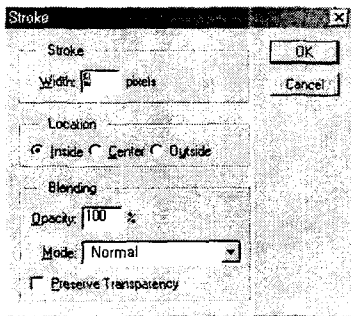 Stroke
Stroke
OK
Width: pixels
Cancel
Location
Inside Center Outside
Blending
Opacity: 100 %
Mode: Normal
Preserve Transparency